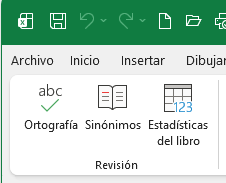 Archivo Inicio Insertar Dibujar
abc
123
Ortografía Sinónimos Estadísticas
del libro
Revisión